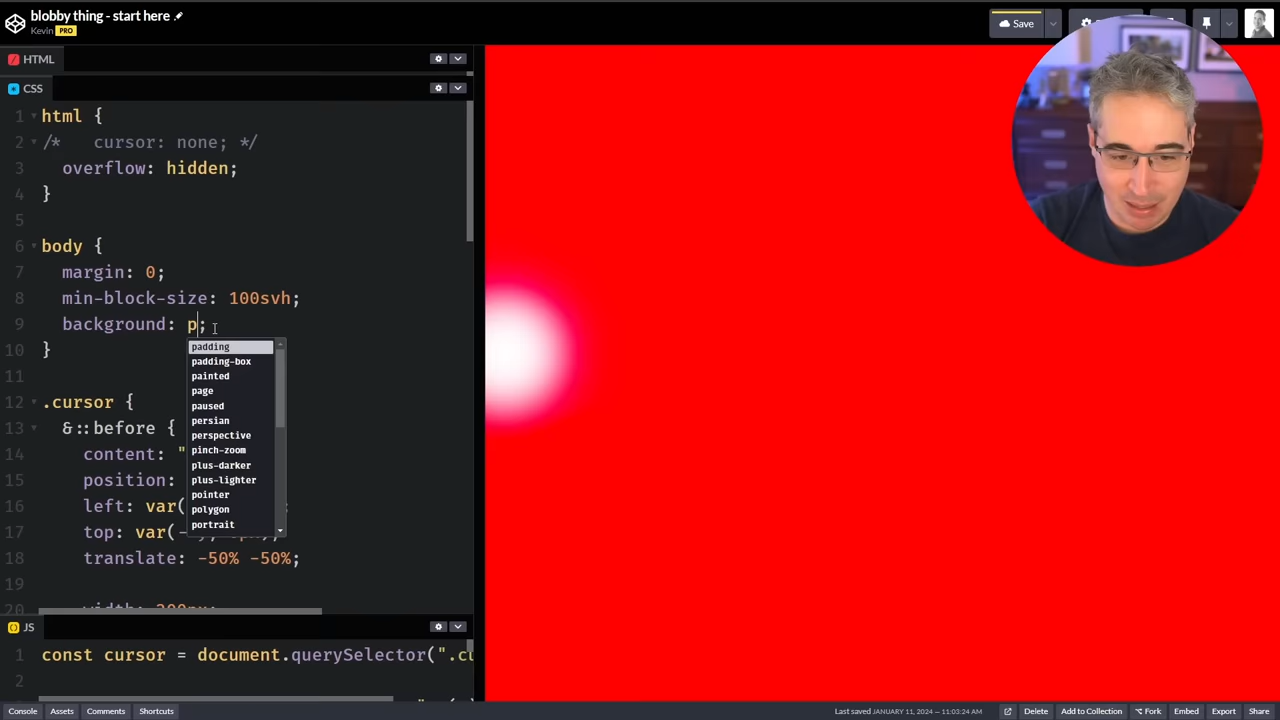 blobby thing - start here
Kevin PRO
Save
HTML
CSS
1 html {
2 /* cursor: none; */
3 overflow: hidden;
4 }
5
6 body {
7 margin: 0;
8 min-block-size: 100svh;
9 background: p;
10 }
11
12 .cursor {
13 &::before {
14 content: "
15 position:
16 left: var(
17 top: var(
18 translate: -50% -50%;
19
20
padding
padding-box
painted
page
paused
persian
perspective
pinch-zoom
plus-darker
plus-lighter
pointer
polygon
portrait
JS
1 const cursor = document.querySelector(".cu
2
Console Assets Comments Shortcuts
Last saved JANUARY 11, 2024 — 11:03:24 AM
Delete Add to Collection Fork Embed Export Share